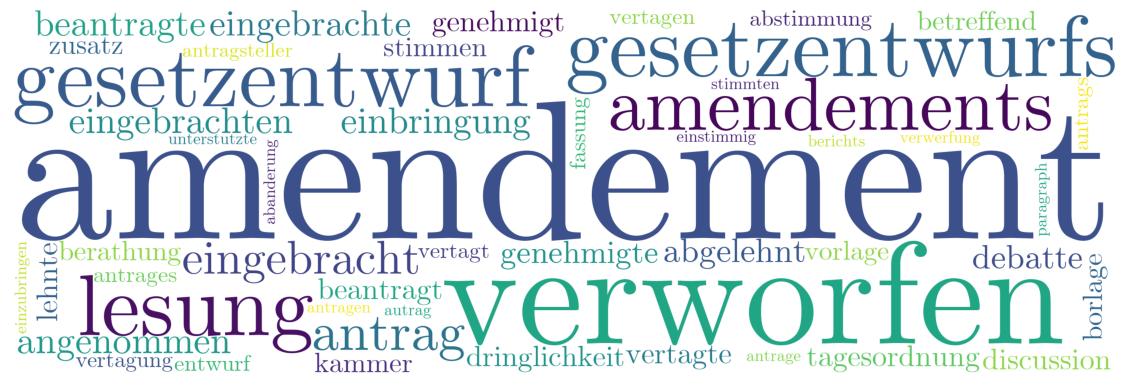 beantragte eingebrachte genehmigt vertagen abstimmung betreffend
zusatz antragsteller stimmen gesetzentwurfs
gesetzentwurf stimmten amendements antrags
eingebrachten einbringung fassung
unterstutzte einstimmig berichts verwerfung
amendement
abanderung paragraph
berathung eingebracht vertagt genehmigte abgelehnt vorlage debatte
einzubringen lehnte antrages beantragt verworfen borlage
lesung antragen autrag
angenommen antrag
vertagung entwurf kammer dringlichkeit vertagte antrage tagesordnung discussion